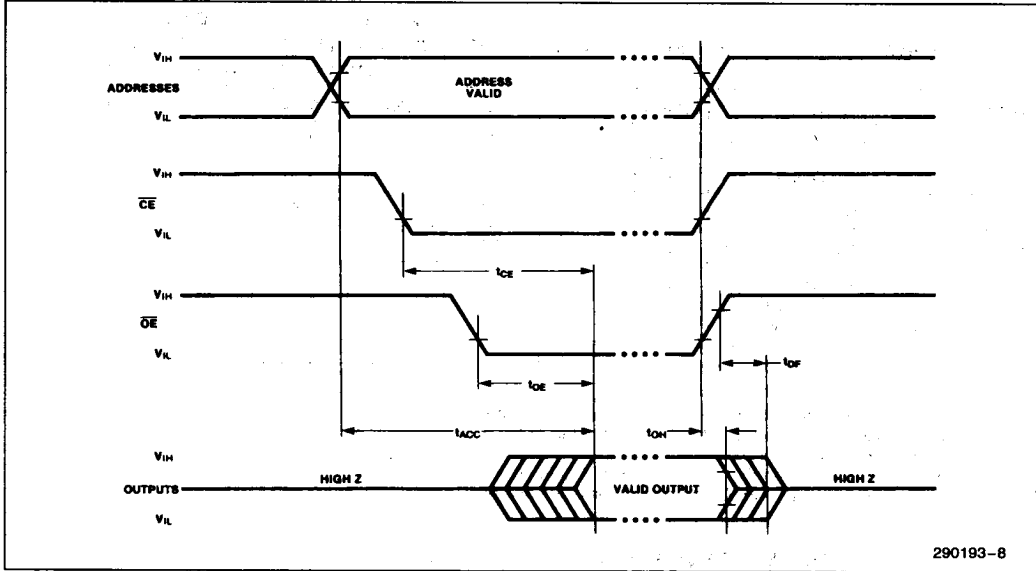 VIH
ADDRESSES
ADDRESS
VALID
VIL
VIH
CE
VIL
tCE
VIH
OE
VIL
tDF
tOE
tACC
tOH
VIH
HIGH Z
OUTPUTS
VALID OUTPUT
HIGH Z
VIL
290193-8